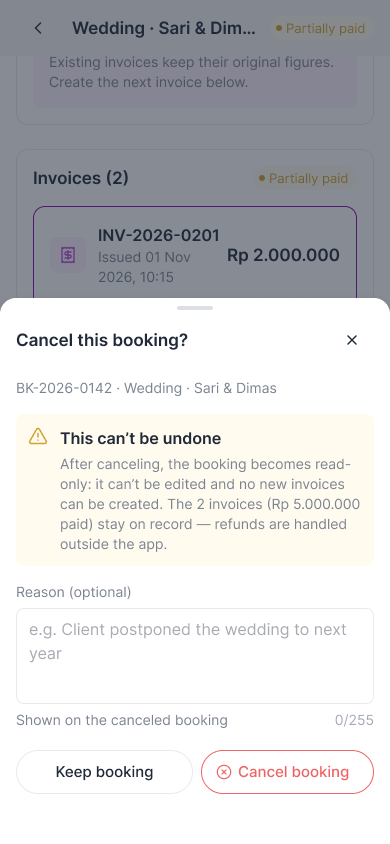 Wedding · Sari & Dim...
Partially paid
Existing invoices keep their original figures.
Create the next invoice below.
Invoices (2)
Partially paid
INV-2026-0201
Issued 01 Nov
2026, 10:15
Rp 2.000.000
Cancel this booking?
BK-2026-0142 · Wedding · Sari & Dimas
This can’t be undone
After canceling, the booking becomes read-
only: it can’t be edited and no new invoices
can be created. The 2 invoices (Rp 5.000.000
paid) stay on record — refunds are handled
outside the app.
Reason (optional)
e.g. Client postponed the wedding to next
year
Shown on the canceled booking
0/255
Keep booking
Cancel booking